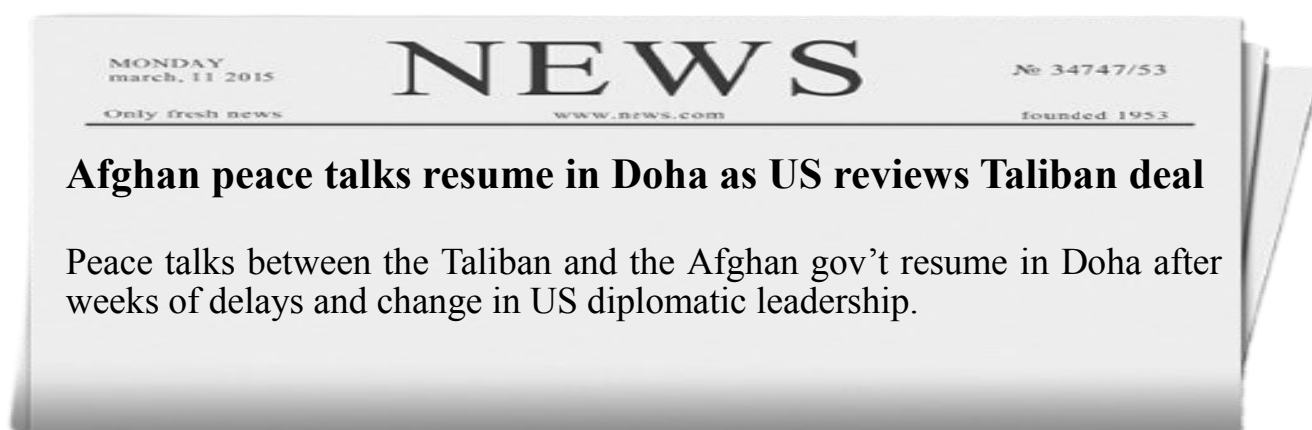 MONDAY
march, 11 2015
NEWS
№ 34747/53
Only fresh news
www.news.com
founded 1953
Afghan peace talks resume in Doha as US reviews Taliban deal
Peace talks between the Taliban and the Afghan gov’t resume in Doha after
weeks of delays and change in US diplomatic leadership.